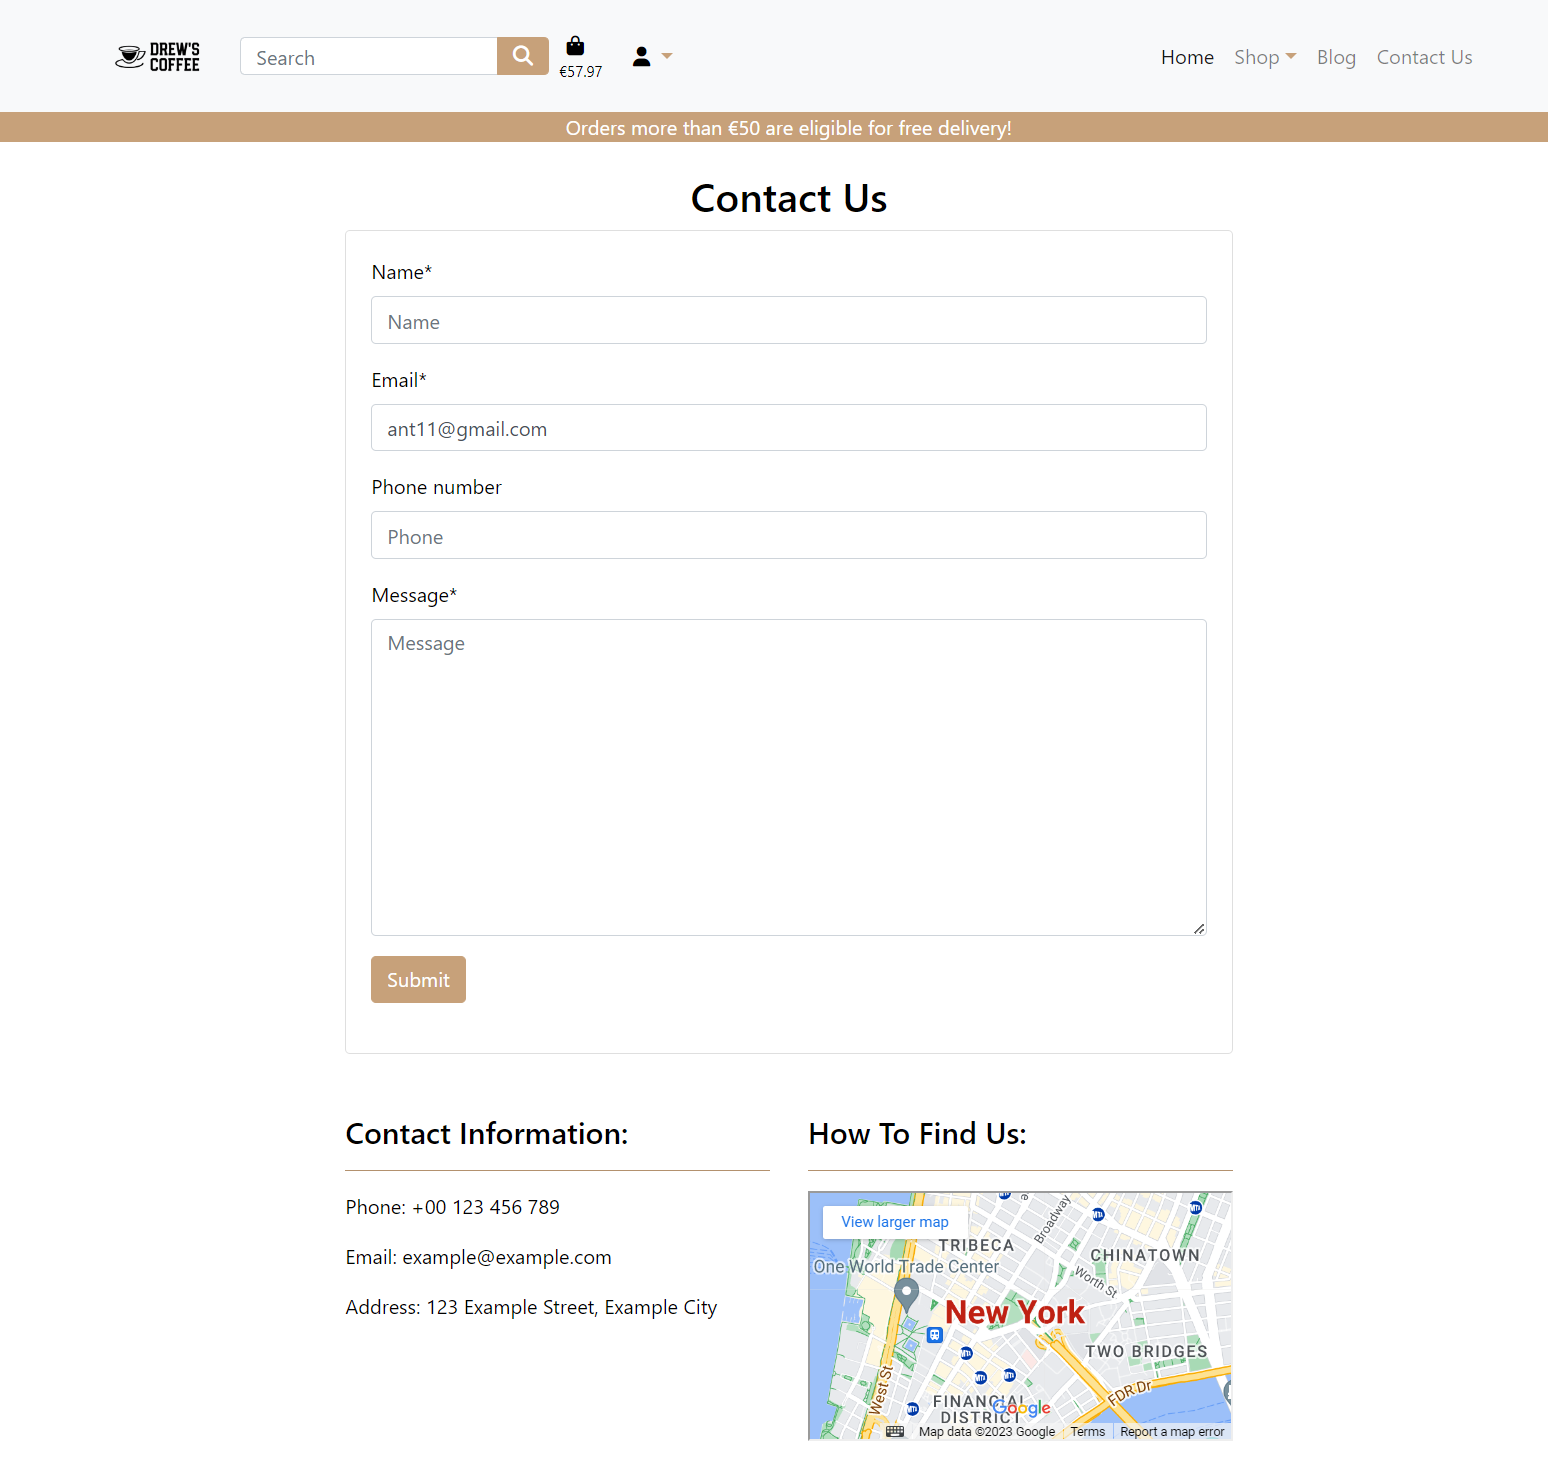 DREW'S
COFFEE
Search
€57.97
Home Shop Blog Contact Us
Orders more than €50 are eligible for free delivery!
Contact Us
Name*
Name
Email*
ant11@gmail.com
Phone number
Phone
Message*
Message
Submit
Contact Information:
Phone: +00 123 456 789
Email: example@example.com
Address: 123 Example Street, Example City
How To Find Us:
View larger map
Broadway
TRIBECA
CHINATOWN
One World Trade Center
Worth St
New York
TWO BRIDGES
West St
FDR Dr
FINANCIAL
DISTRICT
Google
Map data ©2023 Google Terms Report a map error